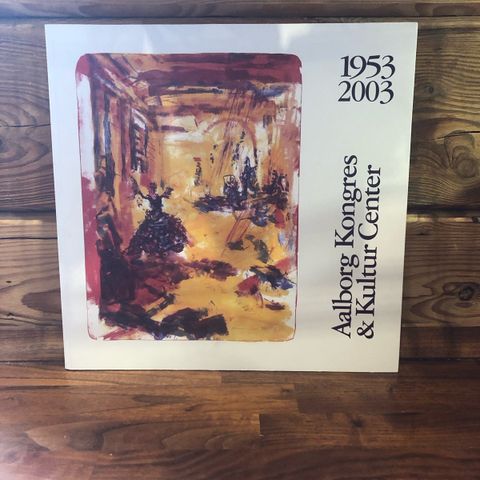 1953
2003
Aalborg Kongres
& Kultur Center